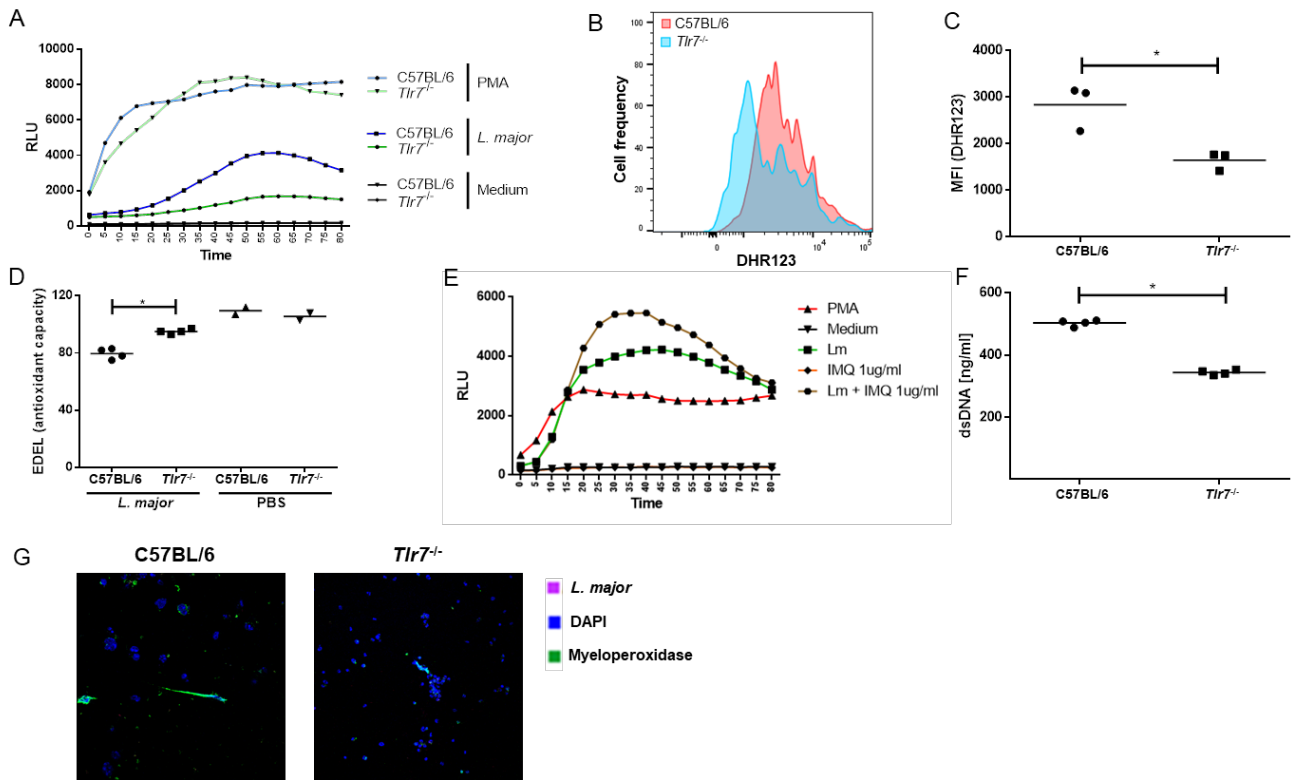 A
RLU
10000
8000
6000
4000
2000
0
0 5 10 15 20 25 30 35 40 45 50 55 60 65 70 75 80
Time
C57BL/6
Tlr7-/-
PMA
C57BL/6
Tlr7-/-
L. major
C57BL/6
Tlr7-/-
Medium
B
C57BL/6
Tlr7-/-
Cell frequency
100
80
60
40
20
0
0 10^4 10^5
DHR123
C
MFI (DHR123)
4000
3000
2000
1000
0
*
C57BL/6 Tlr7-/-
D
EDEL (antioxidant capacity)
120
80
40
0
*
C57BL/6 Tlr7-/- C57BL/6 Tlr7-/-
L. major PBS
E
RLU
6000
4000
2000
0
0 5 10 15 20 25 30 35 40 45 50 55 60 65 70 75 80
Time
PMA
Medium
Lm
IMQ 1ug/ml
Lm + IMQ 1ug/ml
F
dsDNA [ng/ml]
600
400
200
*
C57BL/6 Tlr7-/-
G
C57BL/6 Tlr7-/-
L. major
DAPI
Myeloperoxidase